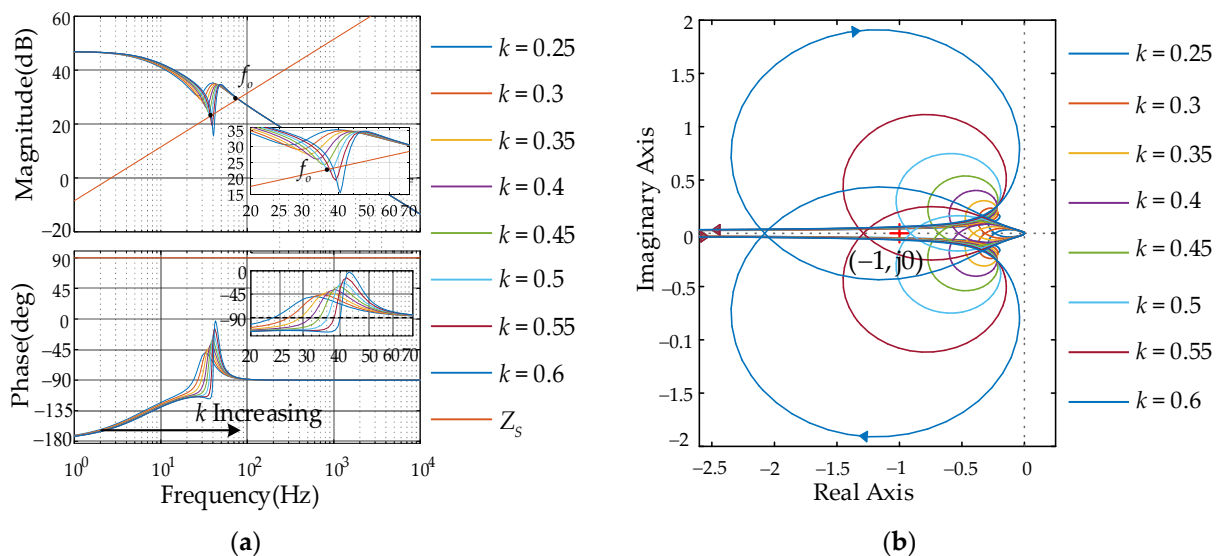 60
40
20
0
−20
Magnitude(dB)
f_o
35
30
25
20
15
f_o
20 25 30 40 50 60 70
k = 0.25
k = 0.3
k = 0.35
k = 0.4
k = 0.45
k = 0.5
k = 0.55
k = 0.6
Z_S
90
45
0
−45
−90
−135
−180
Phase(deg)
0
−45
−90
20 25 30 40 50 60 70
k Increasing
10^0 10^1 10^2 10^3 10^4
Frequency(Hz)
(a)
2
1.5
1
0.5
0
−0.5
−1
−1.5
−2
Imaginary Axis
(−1, j0)
−2.5 −2 −1.5 −1 −0.5 0
Real Axis
k = 0.25
k = 0.3
k = 0.35
k = 0.4
k = 0.45
k = 0.5
k = 0.55
k = 0.6
(b)